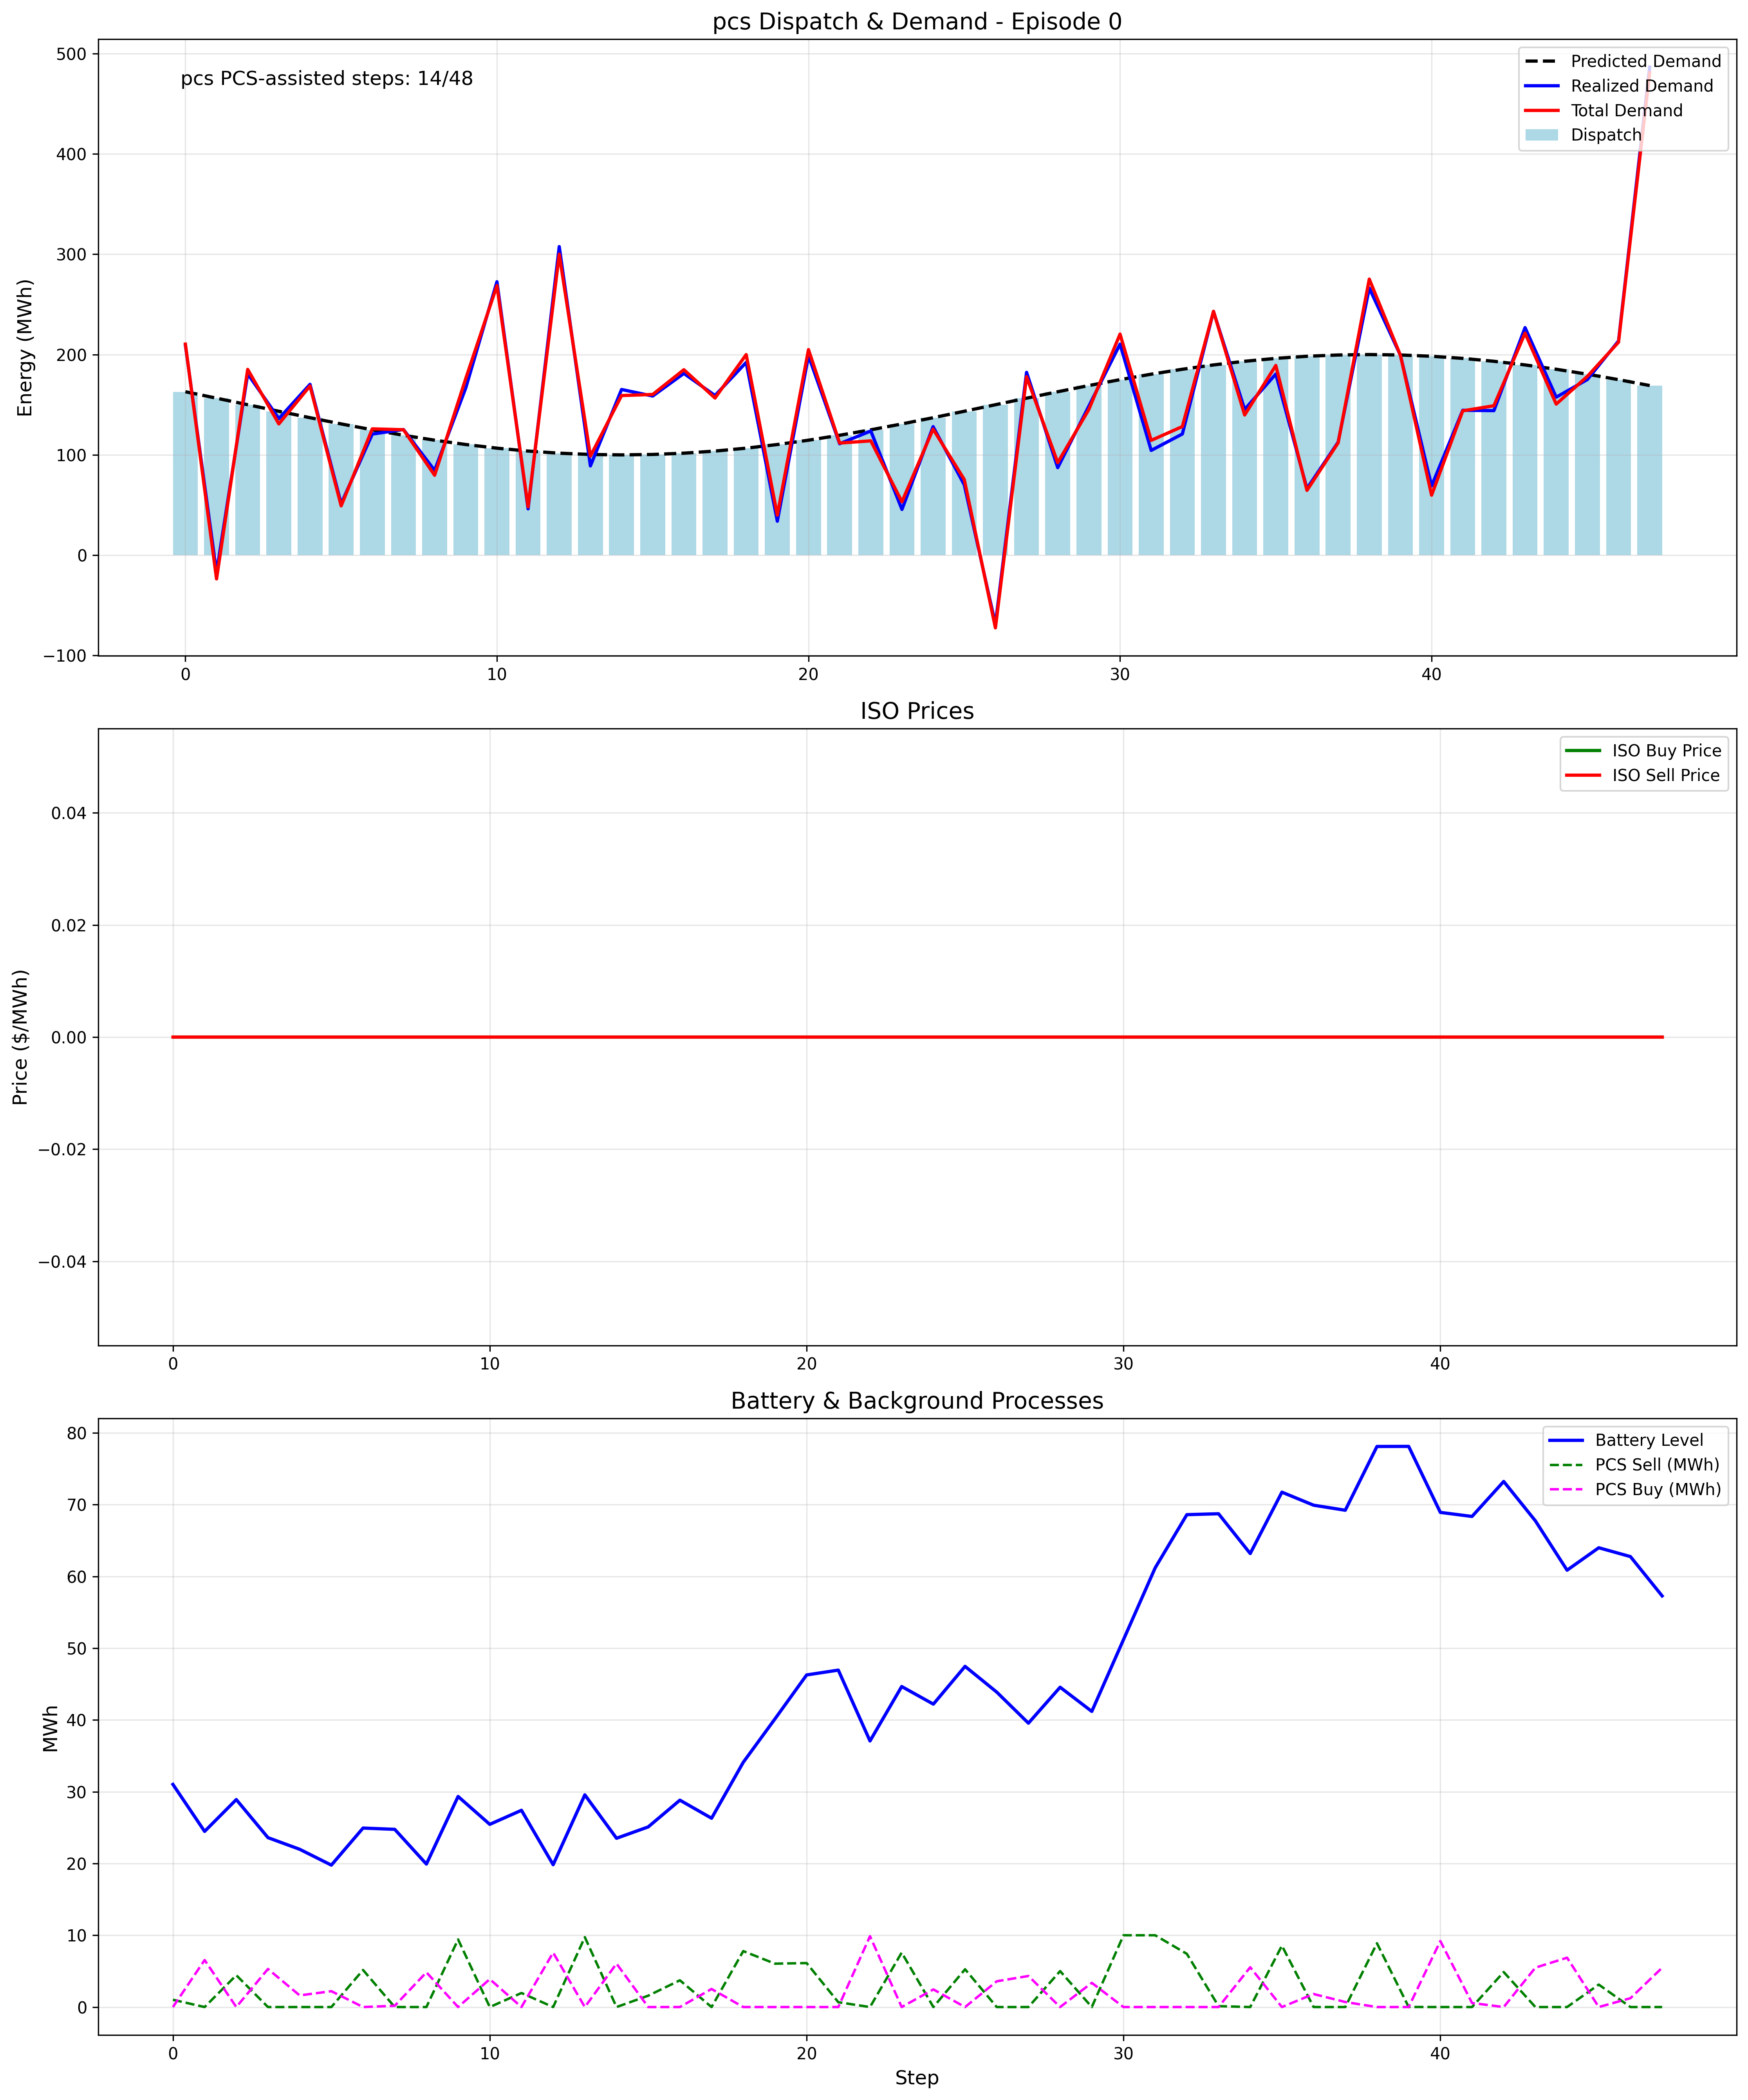 pcs Dispatch & Demand - Episode 0
500
400
300
200
100
0
−100
Energy (MWh)
pcs PCS-assisted steps: 14/48
Predicted Demand
Realized Demand
Total Demand
Dispatch
0 10 20 30 40
ISO Prices
0.04
0.02
0.00
−0.02
−0.04
Price ($/MWh)
ISO Buy Price
ISO Sell Price
0 10 20 30 40
Battery & Background Processes
80
70
60
50
40
30
20
10
0
MWh
Battery Level
PCS Sell (MWh)
PCS Buy (MWh)
0 10 20 30 40
Step